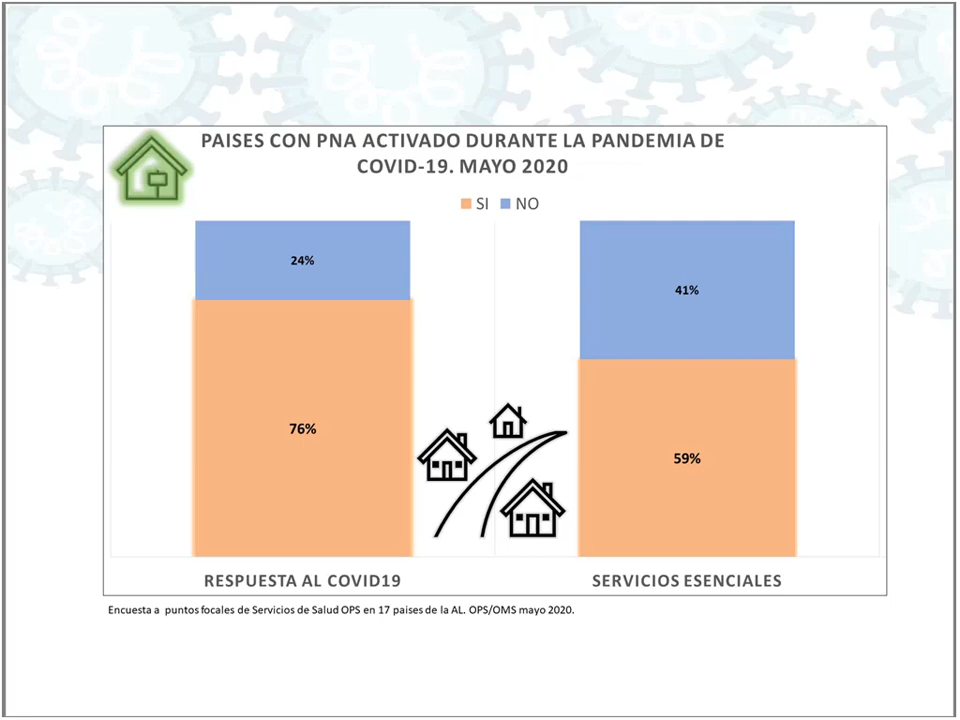 PAISES CON PNA ACTIVADO DURANTE LA PANDEMIA DE
COVID-19. MAYO 2020
SI NO
24%
41%
76%
59%
RESPUESTA AL COVID19 SERVICIOS ESENCIALES
Encuesta a puntos focales de Servicios de Salud OPS en 17 paises de la AL. OPS/OMS mayo 2020.